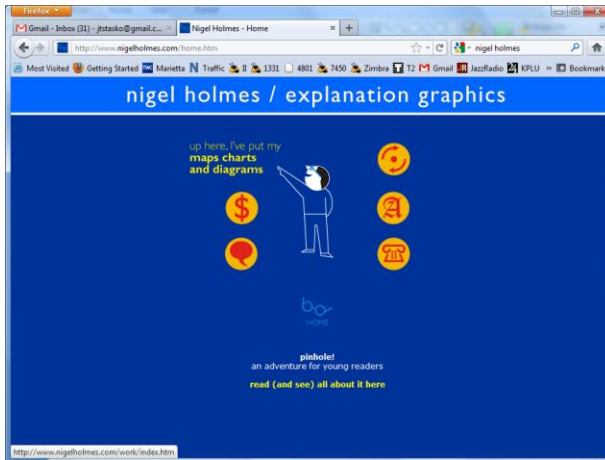 Firefox
Gmail - Inbox (31) - jtstasko@gmail.c...
Nigel Holmes - Home
http://www.nigelholmes.com/home.htm
nigel holmes
Most Visited Getting Started Marietta Traffic II 1331 4801 7450 Zimbra T2 Gmail JazzRadio KPLU » Bookmark
nigel holmes / explanation graphics
up here, I've put my
maps charts
and diagrams
$
A
HOME
pinhole!
an adventure for young readers
read (and see) all about it here
http://www.nigelholmes.com/work/index.htm